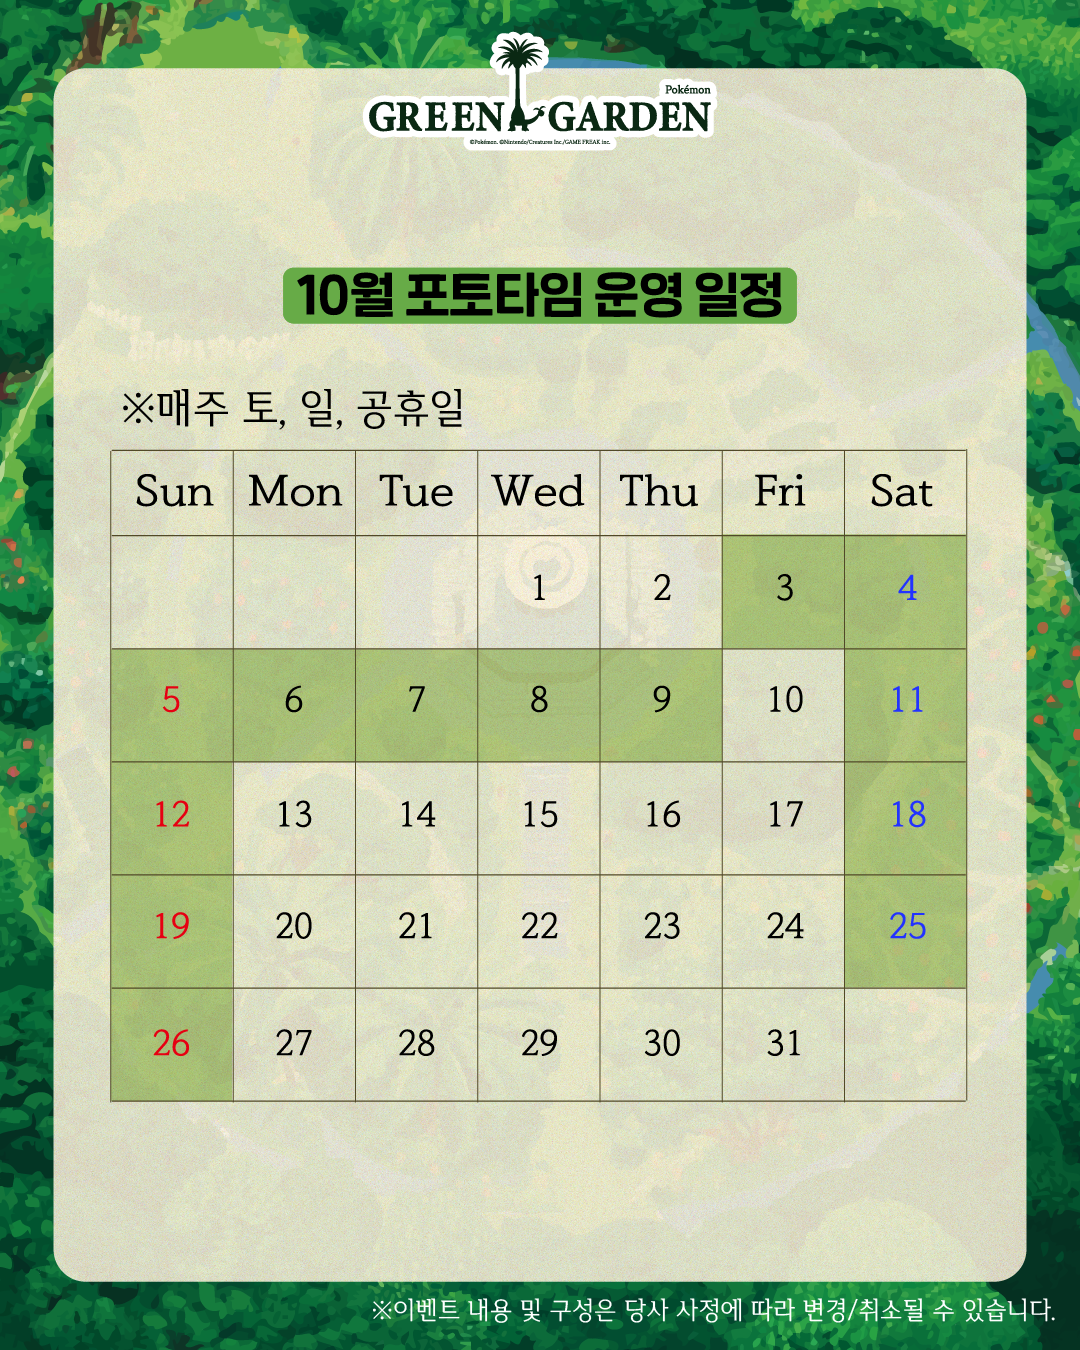 Pokémon
GREEN GARDEN
©Pokémon. ©Nintendo/Creatures Inc./GAME FREAK inc.
10월 포토타임 운영 일정
※매주 토, 일, 공휴일
Sun Mon Tue Wed Thu Fri Sat
1 2 3 4
5 6 7 8 9 10 11
12 13 14 15 16 17 18
19 20 21 22 23 24 25
26 27 28 29 30 31
※이벤트 내용 및 구성은 당사 사정에 따라 변경/취소될 수 있습니다.